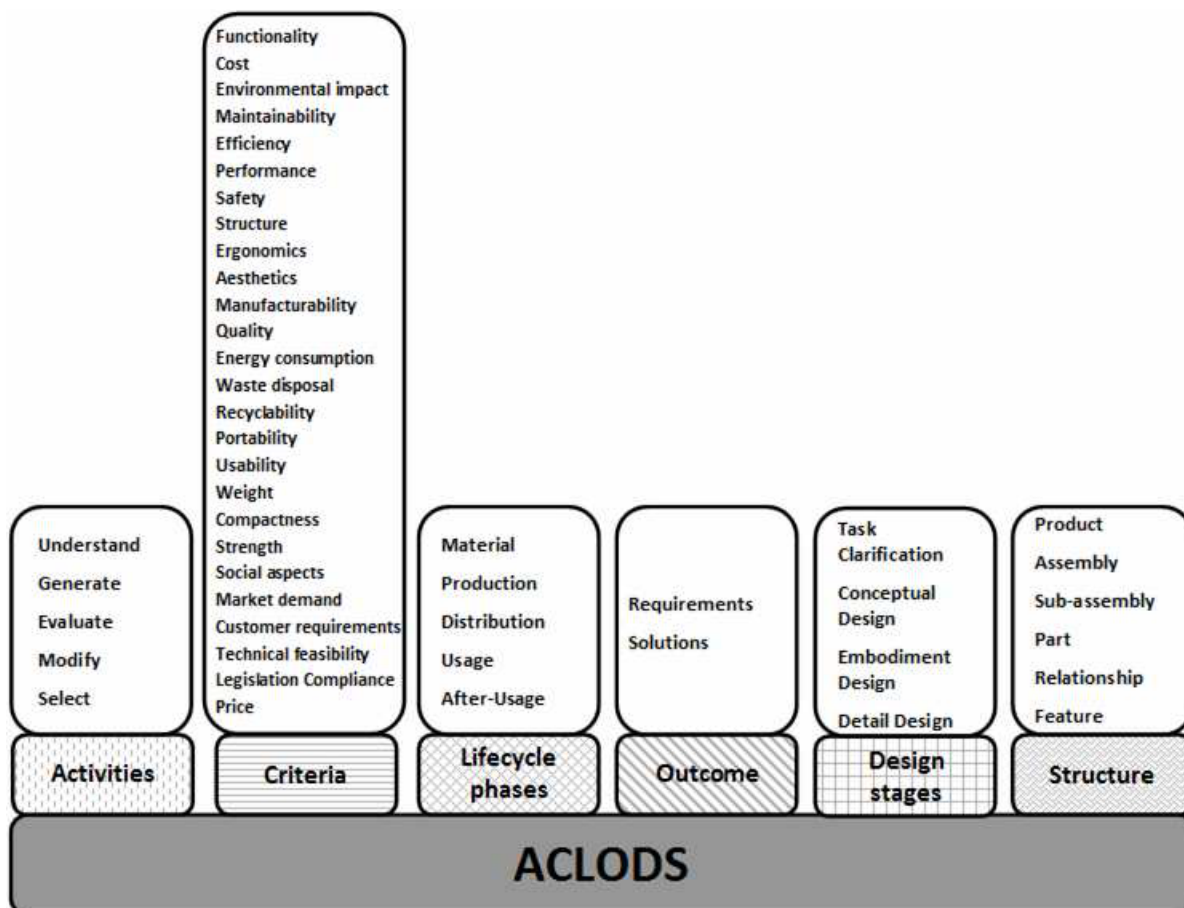 Functionality
Cost
Environmental impact
Maintainability
Efficiency
Performance
Safety
Structure
Ergonomics
Aesthetics
Manufacturability
Quality
Energy consumption
Waste disposal
Recyclability
Portability
Usability
Weight
Compactness
Strength
Social aspects
Market demand
Customer requirements
Technical feasibility
Legislation Compliance
Price
Understand
Generate
Evaluate
Modify
Select
Material
Production
Distribution
Usage
After-Usage
Requirements
Solutions
Task
Clarification
Conceptual
Design
Embodiment
Design
Detail Design
Product
Assembly
Sub-assembly
Part
Relationship
Feature
Activities
Criteria
Lifecycle
phases
Outcome
Design
stages
Structure
ACLODS